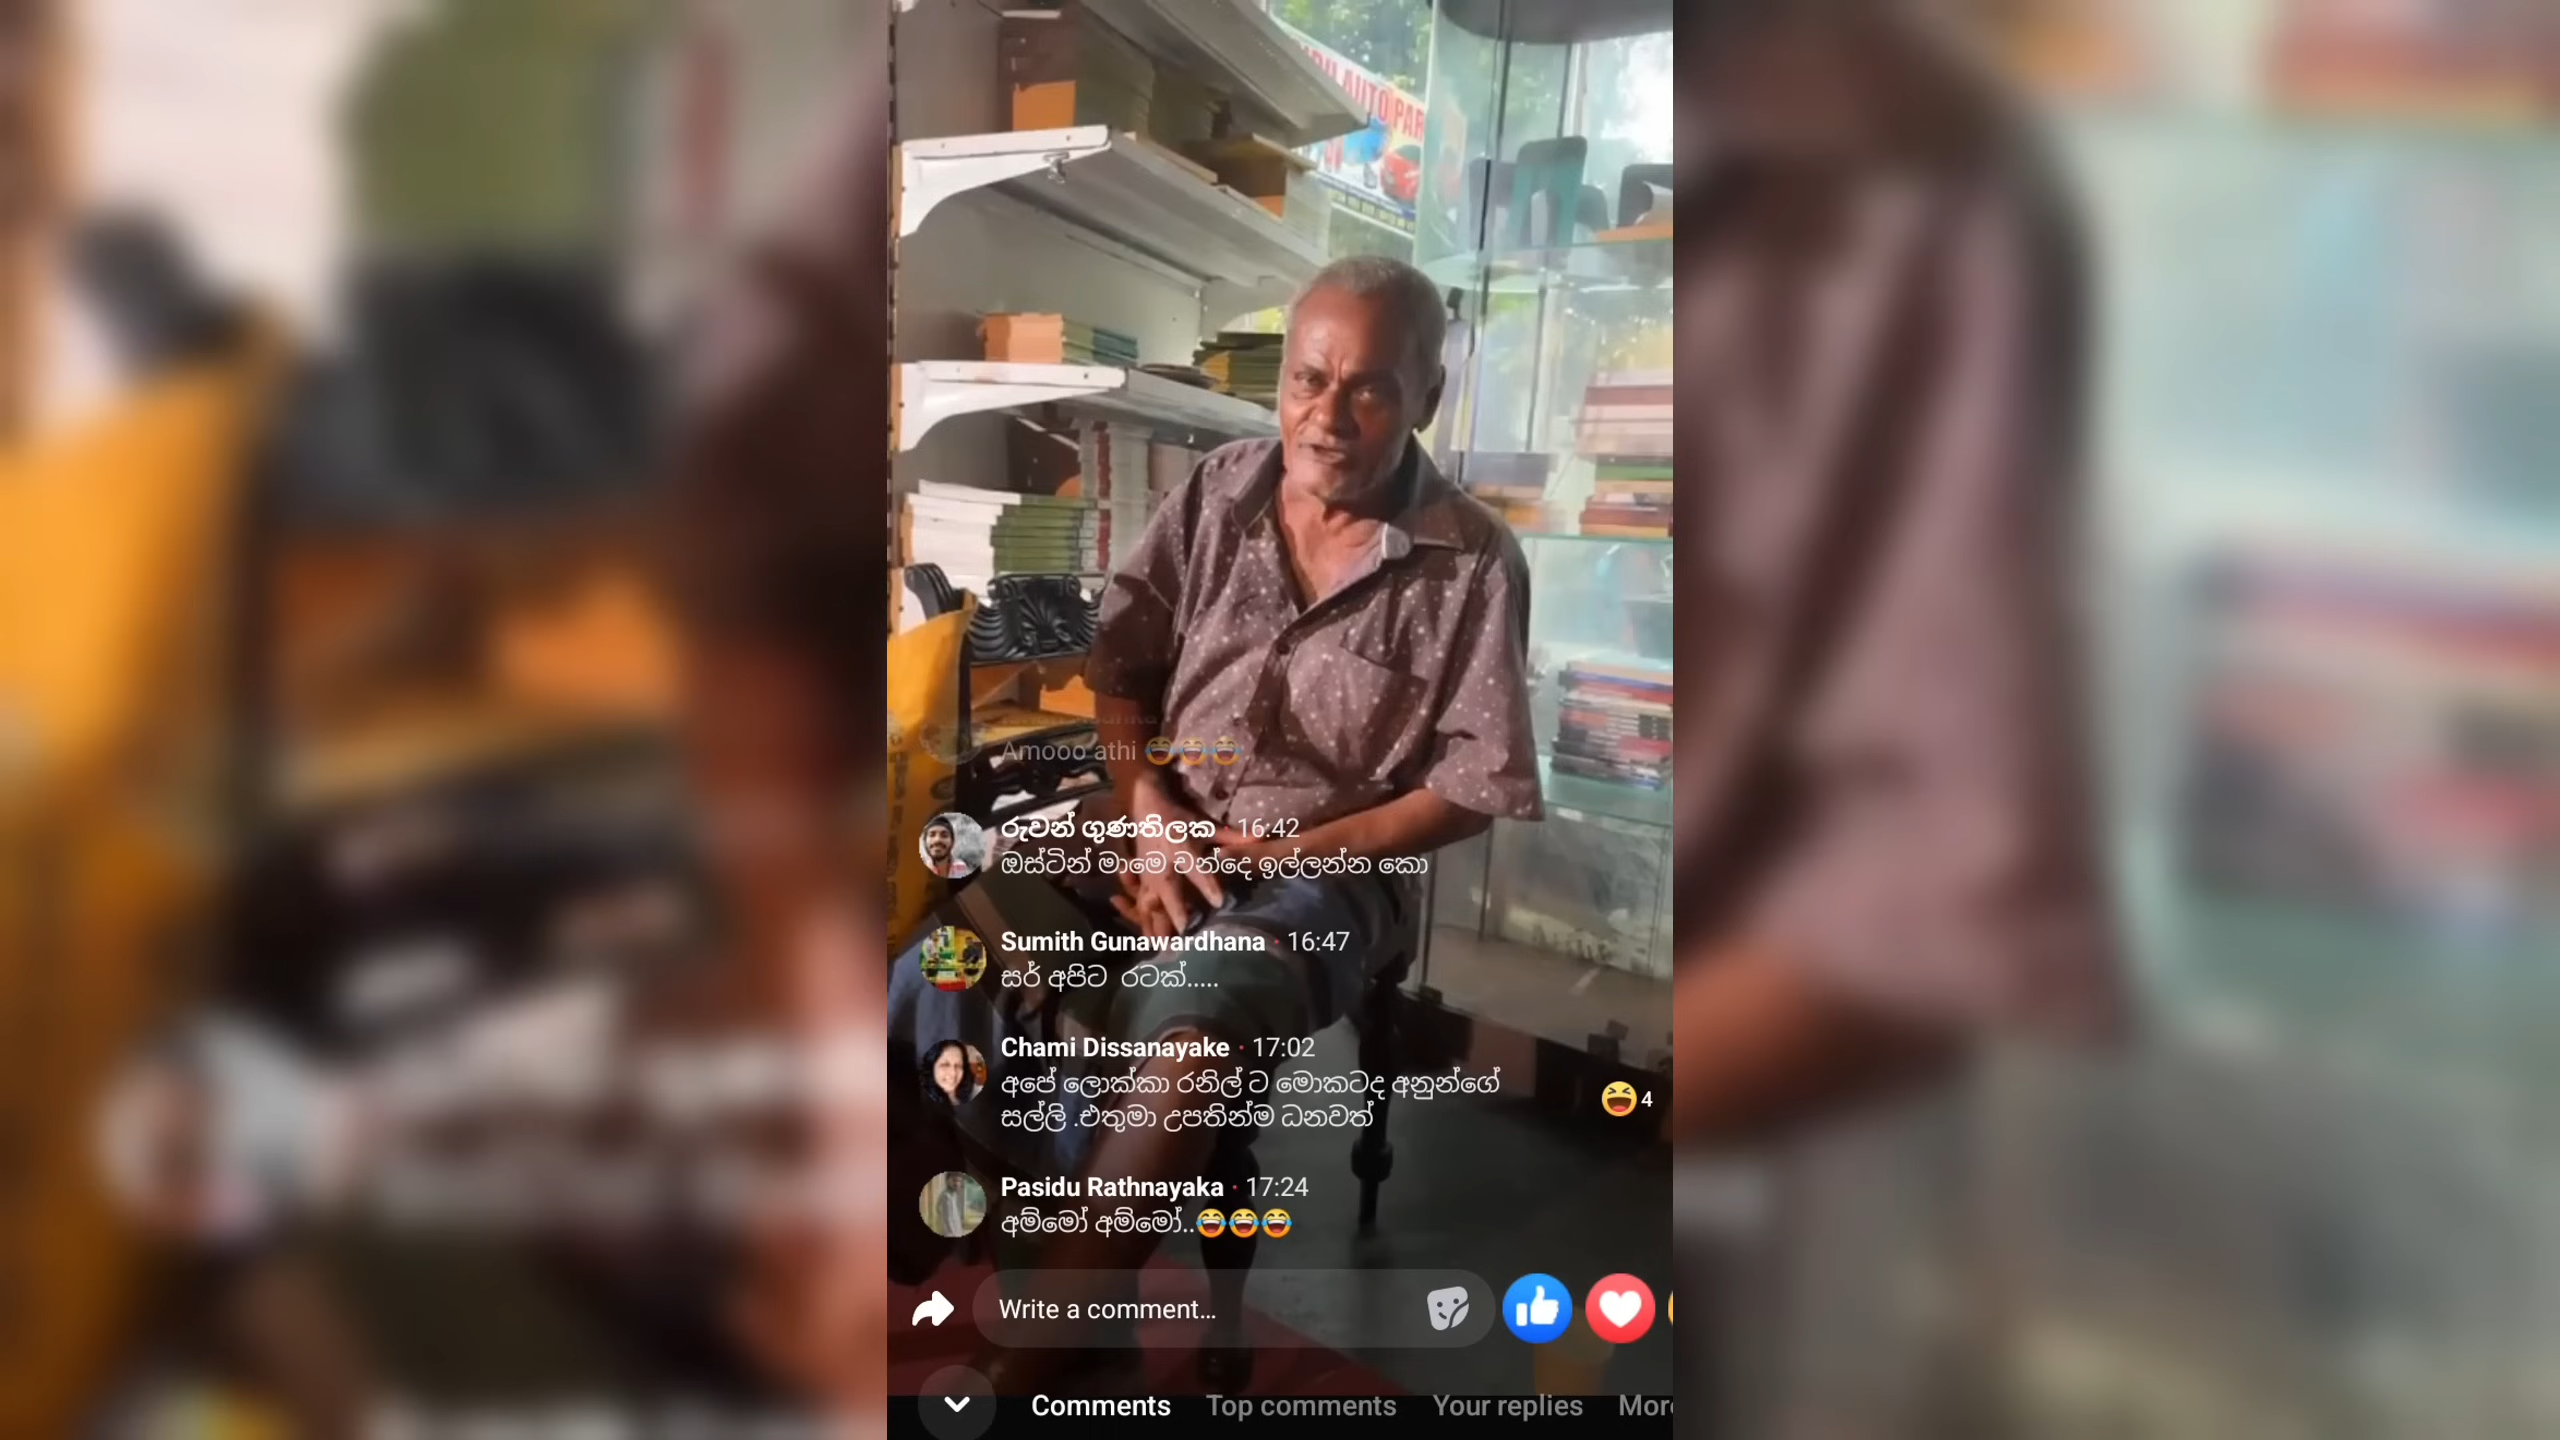 AUTO PAR
Amooo athi 😂😂😂
රුවන් ගුණතිලක · 16:42
ඔස්ටින් මාමෙ චන්දෙ ඉල්ලන්න කො
Sumith Gunawardhana · 16:47
සර් අපිට රටක්.....
Chami Dissanayake · 17:02
අපේ ලොක්කා රනිල් ට මොකටද අනුන්ගේ
සල්ලි .එතුමා උපතින්ම ධනවත්
4
Pasidu Rathnayaka · 17:24
අම්මෝ අම්මෝ..😂😂😂
Write a comment...
Comments Top comments Your replies More